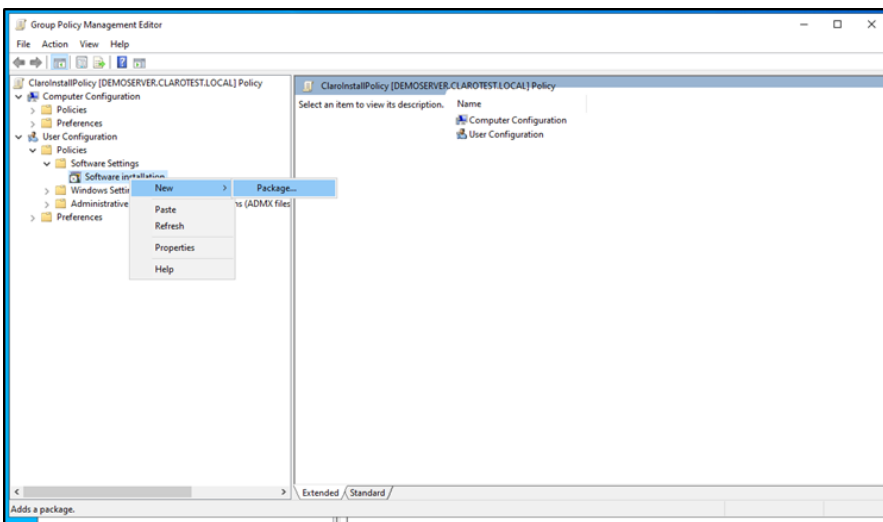 Group Policy Management Editor
File Action View Help
ClaroInstallPolicy [DEMOSERVER.CLAROTEST.LOCAL] Policy
Computer Configuration
Policies
Preferences
User Configuration
Policies
Software Settings
Software installation
Windows Settin
Administrative
ns (ADMX files
Preferences
New
Package...
Paste
Refresh
Properties
Help
ClaroInstallPolicy [DEMOSERVER.CLAROTEST.LOCAL] Policy
Select an item to view its description.
Name
Computer Configuration
User Configuration
Extended Standard
Adds a package.